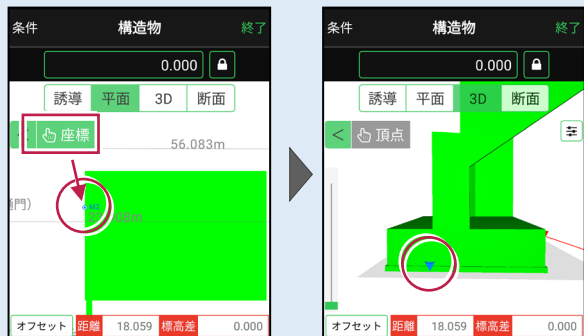 条件 構造物 終了
0.000
誘導 平面 3D 断面
< 座標
56.083m
門)
M2
8m
オフセット 距離 18.059 標高差 0.000
条件 構造物 終了
0.000
誘導 平面 3D 断面
< 頂点
オフセット 距離 18.059 標高差 0.000